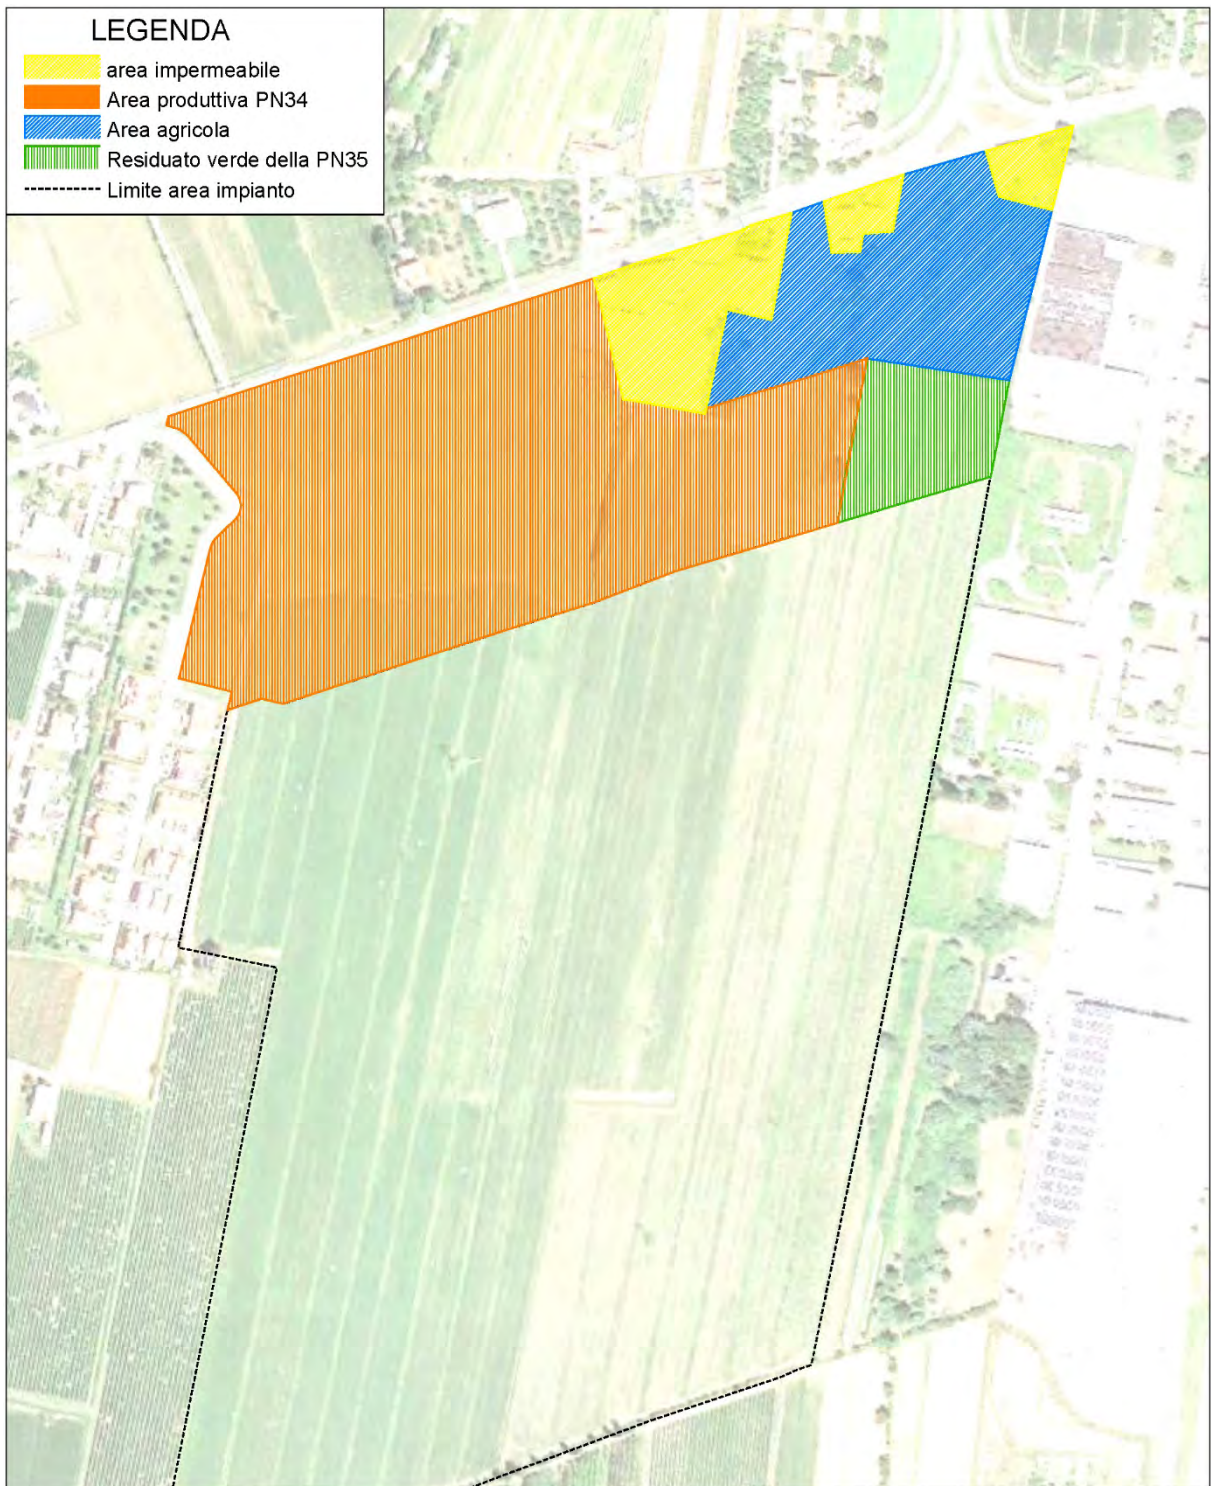 LEGENDA
area impermeabile
Area produttiva PN34
Area agricola
Residuato verde della PN35
Limite area impianto